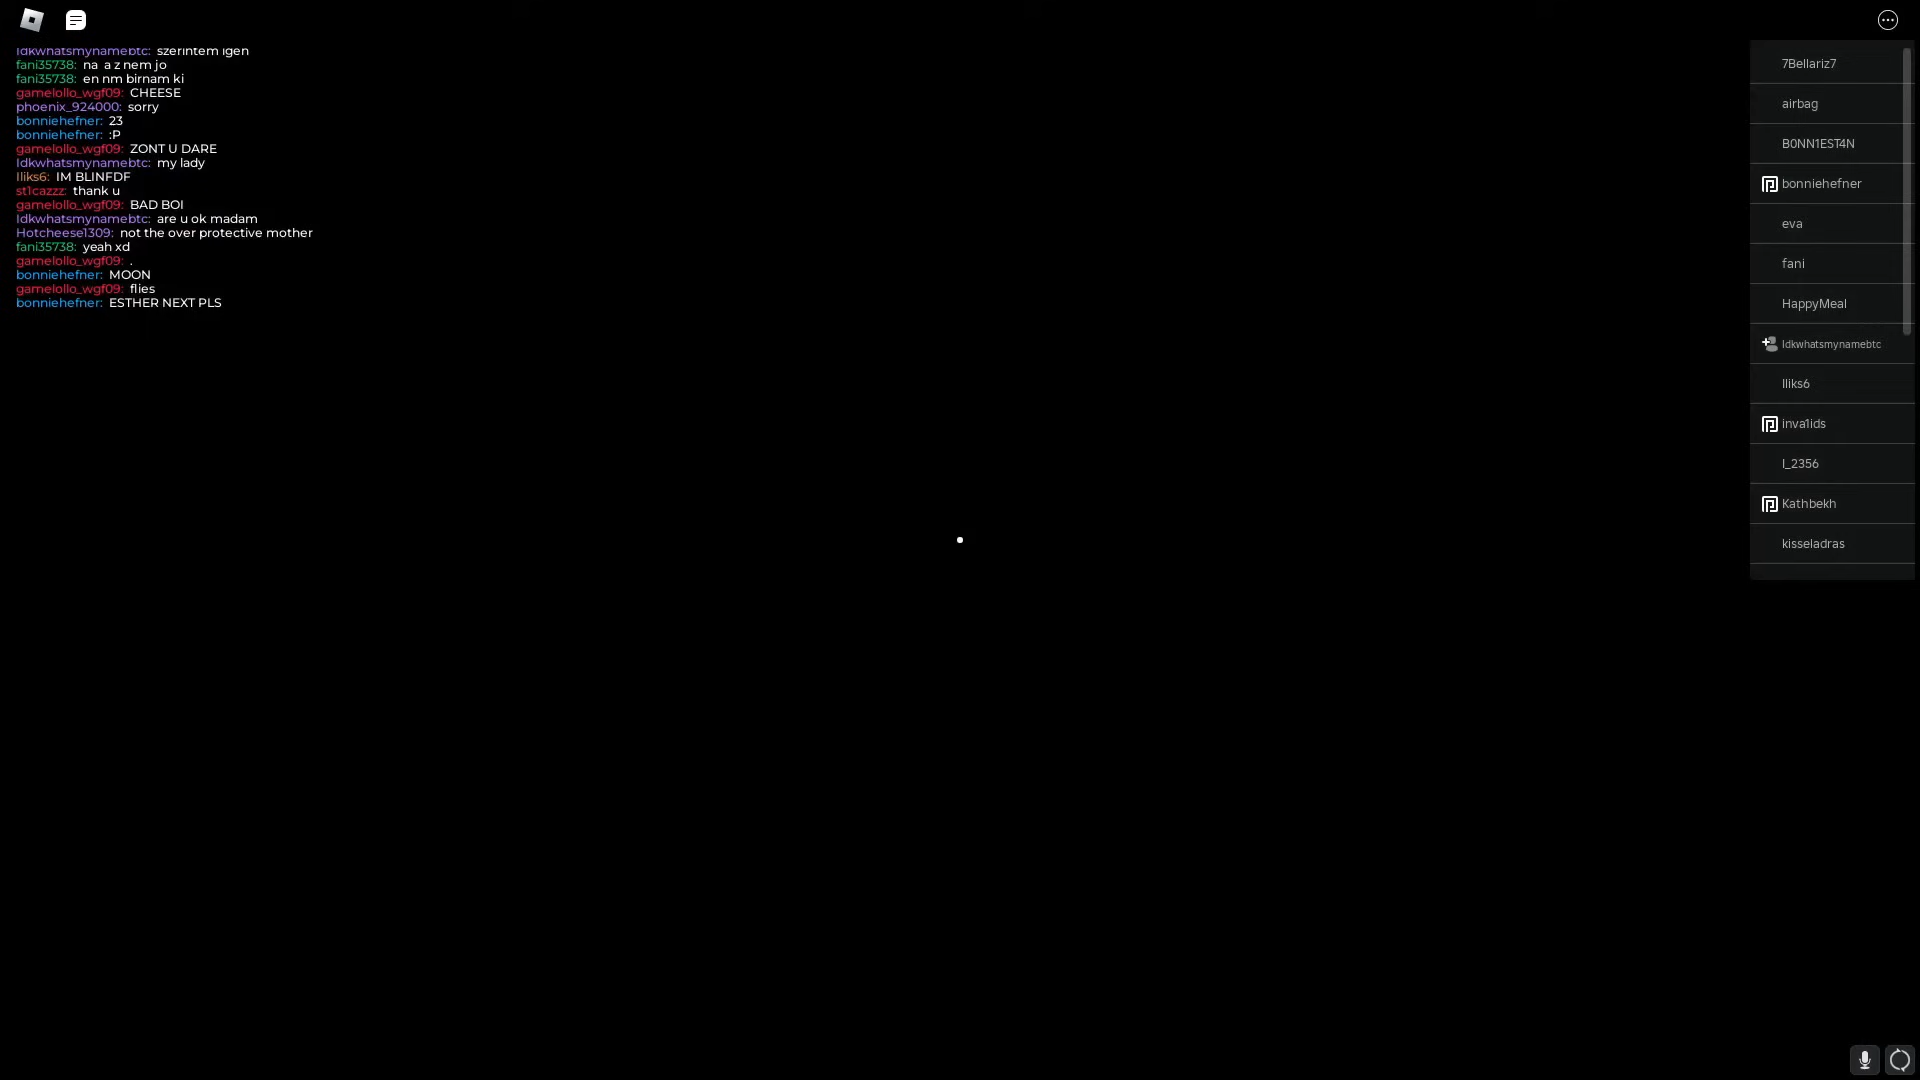 Idkwhatsmynamebtc: szerintem igen
fani35738: na a z nem jo
fani35738: en nm birnam ki
gamelollo_wgf09: CHEESE
phoenix_924000: sorry
bonniehefner: 23
bonniehefner: :P
gamelollo_wgf09: ZONT U DARE
Idkwhatsmynamebtc: my lady
Iliks6: IM BLINFDF
st1cazzz: thank u
gamelollo_wgf09: BAD BOI
Idkwhatsmynamebtc: are u ok madam
Hotcheese1309: not the over protective mother
fani35738: yeah xd
gamelollo_wgf09: .
bonniehefner: MOON
gamelollo_wgf09: flies
bonniehefner: ESTHER NEXT PLS
7Bellariz7
airbag
B0NN1EST4N
bonniehefner
eva
fani
HappyMeal
Idkwhatsmynamebtc
Iliks6
inva1ids
I_2356
Kathbekh
kisseladras